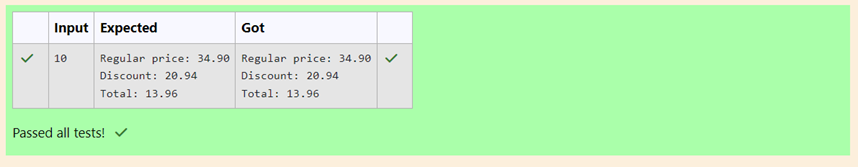 Input Expected Got
10 Regular price: 34.90 Regular price: 34.90
Discount: 20.94 Discount: 20.94
Total: 13.96 Total: 13.96
Passed all tests!